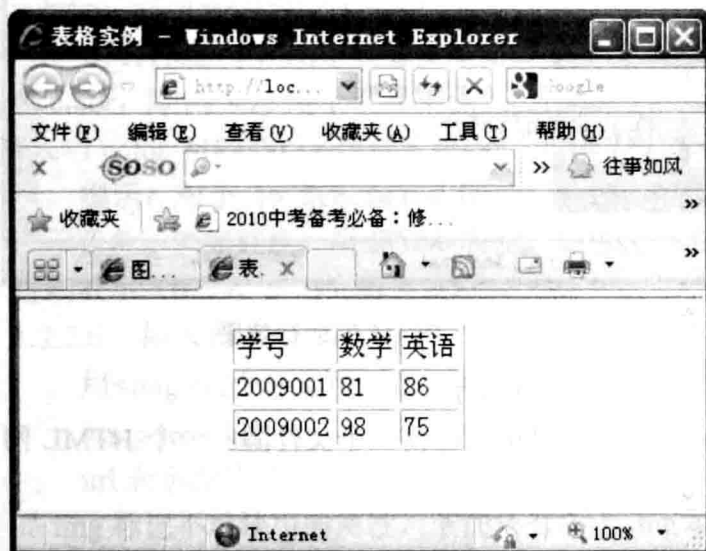 表格实例 - Windows Internet Explorer
http://loc... Google
文件(F) 编辑(E) 查看(V) 收藏夹(A) 工具(T) 帮助(H)
x SOSO » 往事如风
收藏夹 2010中考备考必备：修... »
图... 表. × »
学号 数学 英语
2009001 81 86
2009002 98 75
Internet 100%